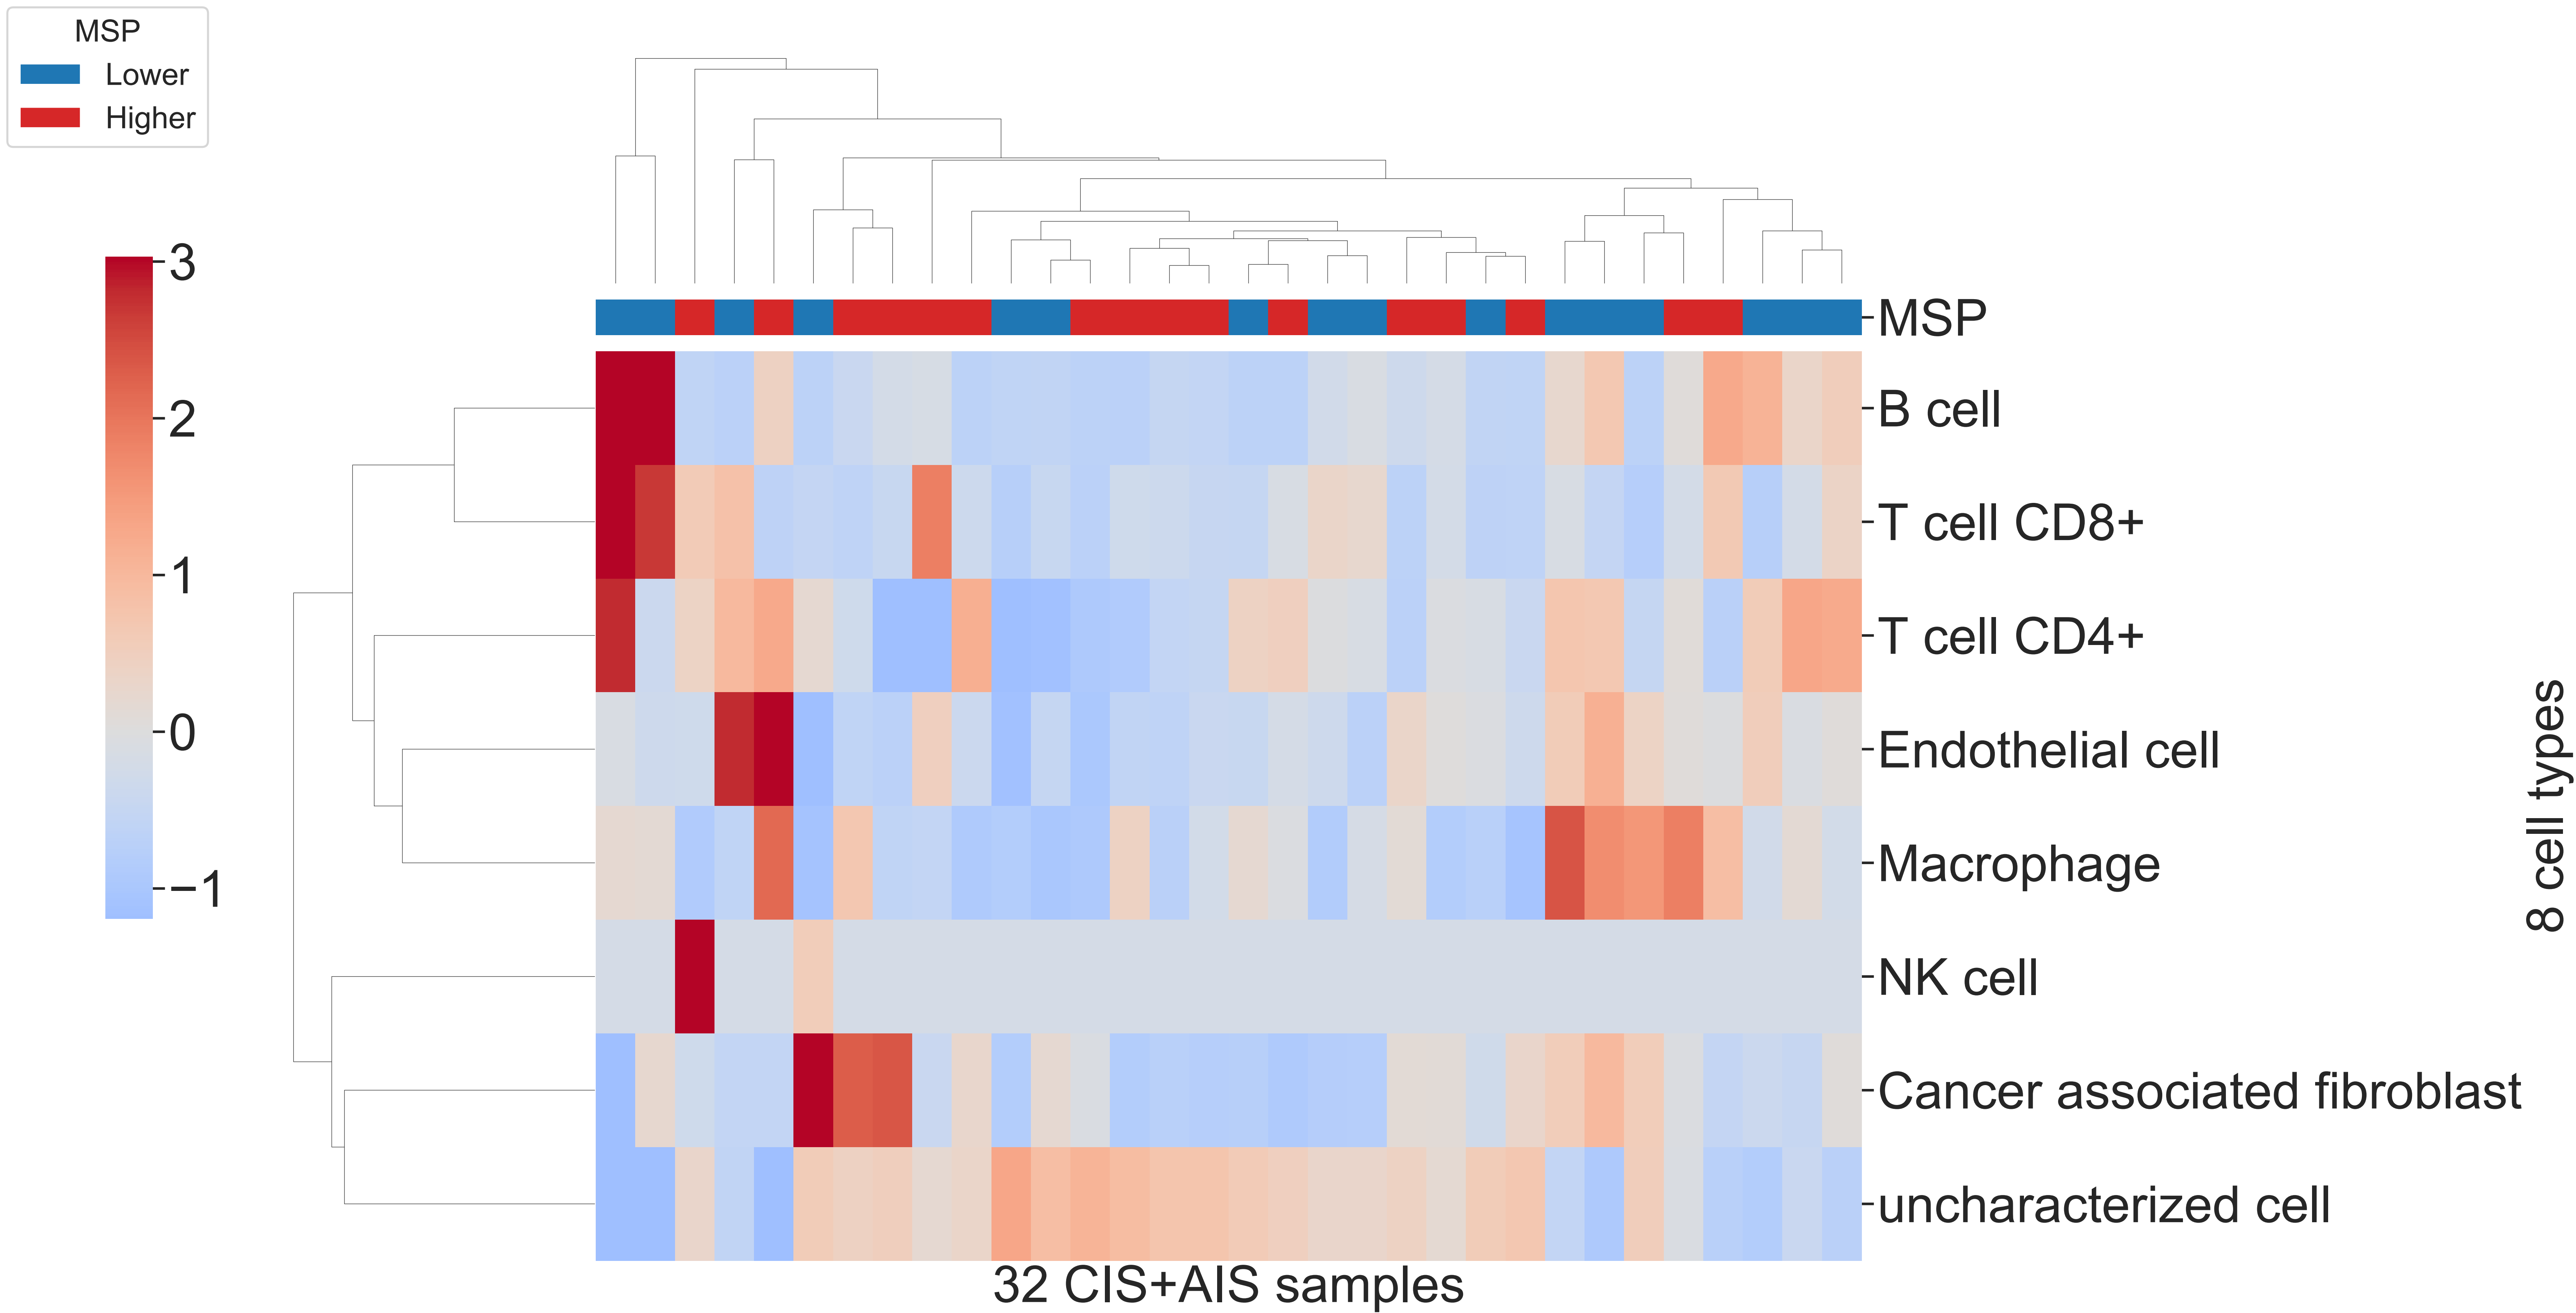 MSP
Lower
Higher
3
2
1
0
−1
MSP
B cell
T cell CD8+
T cell CD4+
Endothelial cell
Macrophage
NK cell
Cancer associated fibroblast
uncharacterized cell
8 cell types
32 CIS+AIS samples